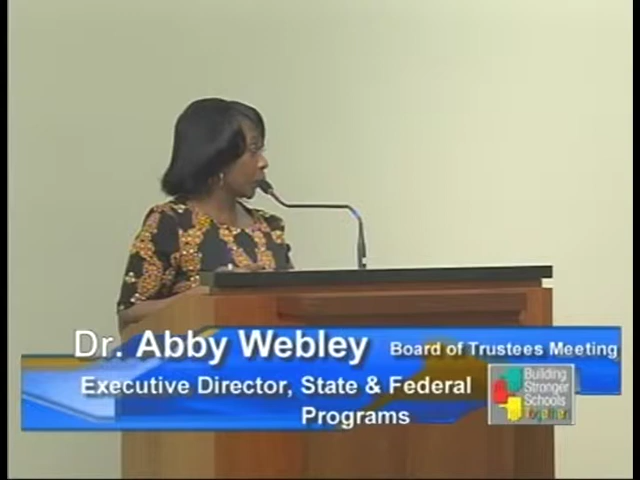 Dr. Abby Webley
Board of Trustees Meeting
Executive Director, State & Federal
Programs
Building
Stronger
Schools
Together